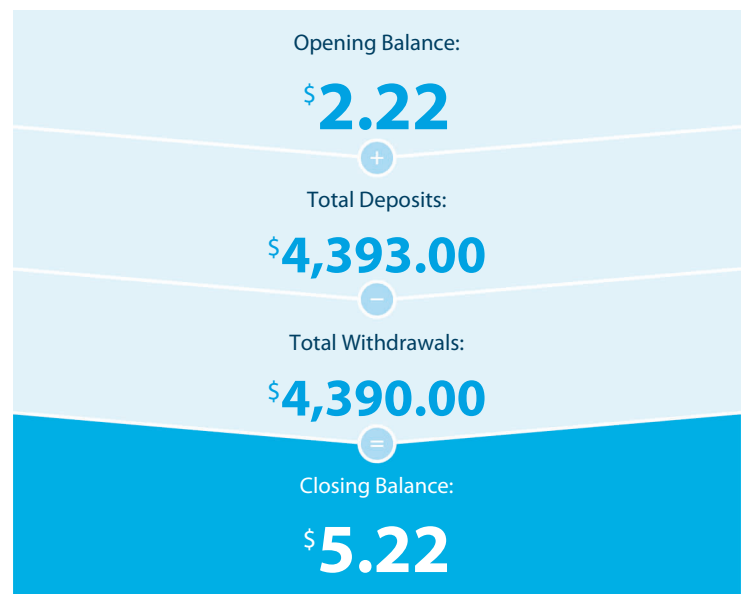 Opening Balance:
$2.22
+
Total Deposits:
$4,393.00
−
Total Withdrawals:
$4,390.00
=
Closing Balance:
$5.22